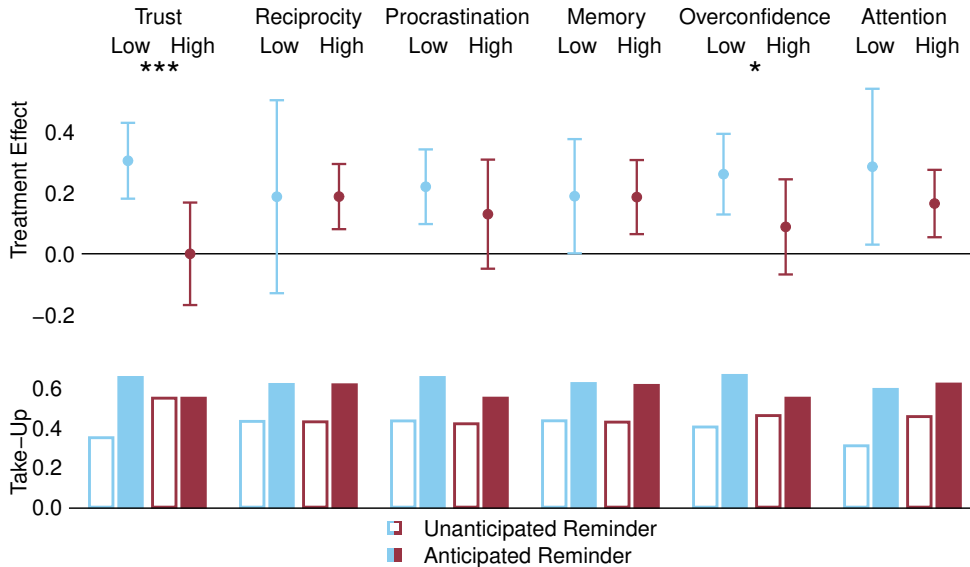 Trust Reciprocity Procrastination Memory Overconfidence Attention
Low High Low High Low High Low High Low High Low High
*** *
Treatment Effect
0.4
0.2
0.0
−0.2
Take−Up
0.6
0.4
0.2
0.0
Unanticipated Reminder
Anticipated Reminder